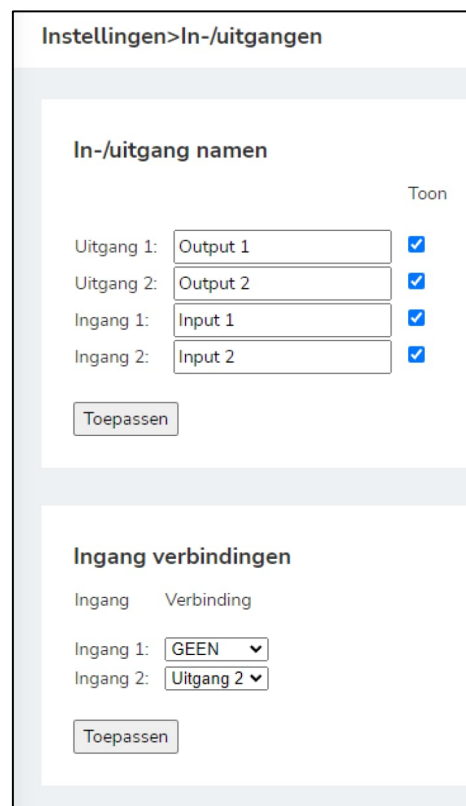 Instellingen>In-/uitgangen
In-/uitgang namen
Toon
Uitgang 1: Output 1
Uitgang 2: Output 2
Ingang 1: Input 1
Ingang 2: Input 2
Toepassen
Ingang verbindingen
Ingang Verbinding
Ingang 1: GEEN
Ingang 2: Uitgang 2
Toepassen